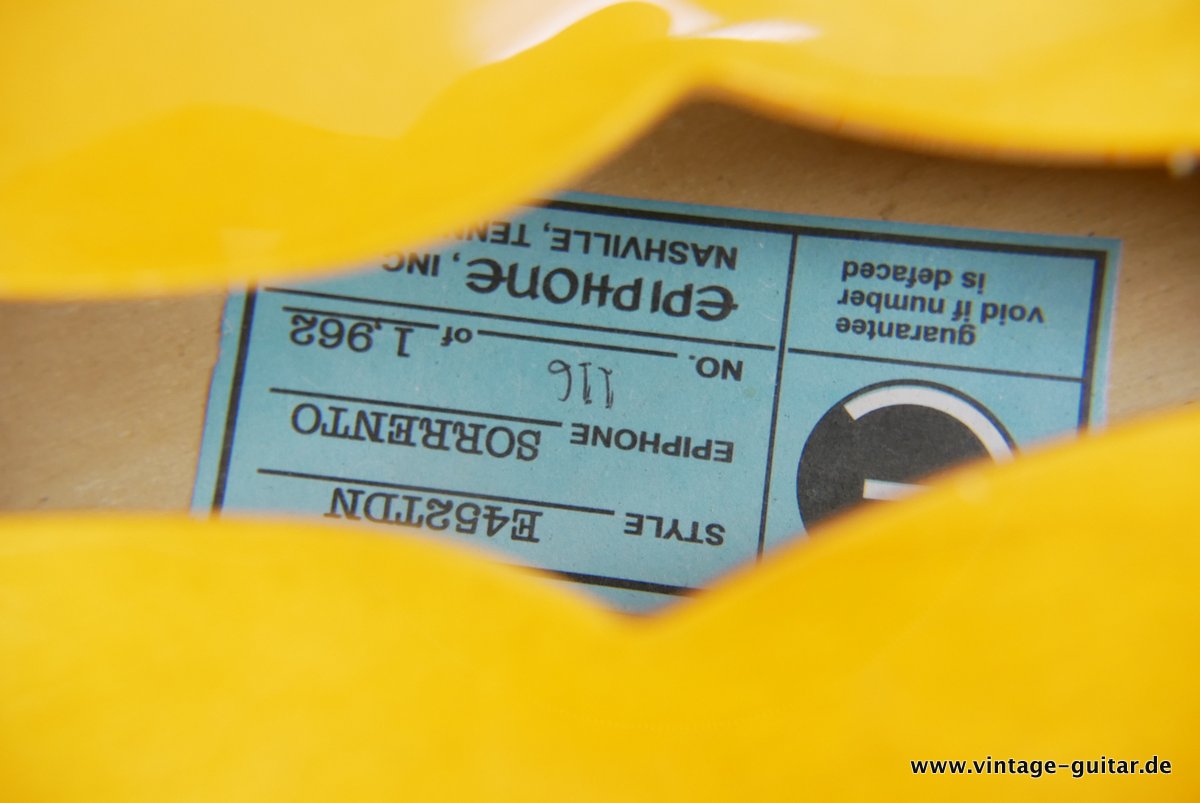 STYLE E452TDN
EPIPHONE SORRENTO
NO. 116 of 1,962
guarantee
void if number
is defaced
EPIPHONE, INC
NASHVILLE,
www.vintage-guitar.de